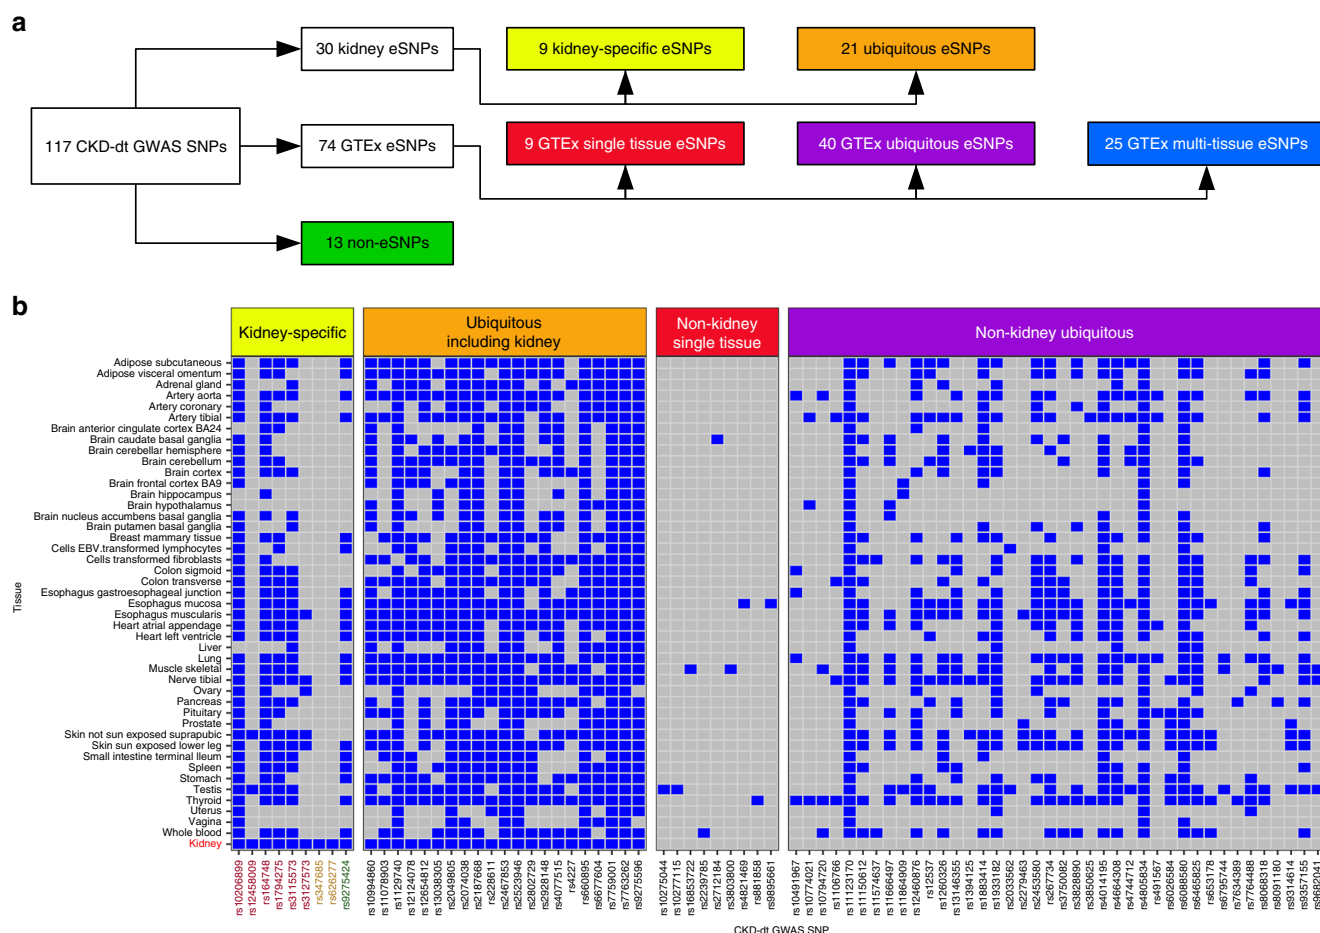 a
30 kidney eSNPs
9 kidney-specific eSNPs
21 ubiquitous eSNPs
117 CKD-dt GWAS SNPs
74 GTEx eSNPs
9 GTEx single tissue eSNPs
40 GTEx ubiquitous eSNPs
25 GTEx multi-tissue eSNPs
13 non-eSNPs
b
Kidney-specific
Ubiquitous
including kidney
Non-kidney
single tissue
Non-kidney ubiquitous
Tissue
Adipose subcutaneous
Adipose visceral omentum
Adrenal gland
Artery aorta
Artery coronary
Artery tibial
Brain anterior cingulate cortex BA24
Brain caudate basal ganglia
Brain cerebellar hemisphere
Brain cerebellum
Brain cortex
Brain frontal cortex BA9
Brain hippocampus
Brain hypothalamus
Brain nucleus accumbens basal ganglia
Brain putamen basal ganglia
Breast mammary tissue
Cells EBV.transformed lymphocytes
Cells transformed fibroblasts
Colon sigmoid
Colon transverse
Esophagus gastroesophageal junction
Esophagus mucosa
Esophagus muscularis
Heart atrial appendage
Heart left ventricle
Liver
Lung
Muscle skeletal
Nerve tibial
Ovary
Pancreas
Pituitary
Prostate
Skin not sun exposed suprapubic
Skin sun exposed lower leg
Small intestine terminal Ileum
Spleen
Stomach
Testis
Thyroid
Uterus
Vagina
Whole blood
Kidney
rs10206899
rs12458009
rs7164748
rs17794275
rs3115573
rs3127573
rs347685
rs626277
rs9275424
rs10994860
rs11078903
rs1129740
rs12124078
rs12654812
rs13038305
rs2049805
rs2074038
rs2187668
rs228611
rs2467853
rs2523946
rs2802729
rs3928148
rs4077515
rs4227
rs6660895
rs6677604
rs7759001
rs7763262
rs9275596
rs10275044
rs10277115
rs16853722
rs2239785
rs2712184
rs3803800
rs4821469
rs881858
rs9895661
rs10491967
rs10774021
rs10794720
rs1106766
rs11123170
rs11150612
rs11574637
rs11666497
rs11864909
rs12460876
rs12537
rs1260326
rs13146355
rs1394125
rs1883414
rs1933182
rs2033562
rs2279463
rs2453580
rs267734
rs3750082
rs3828890
rs3850625
rs4014195
rs4664308
rs4744712
rs4805834
rs491567
rs6026584
rs6088580
rs6465825
rs653178
rs6795744
rs7634389
rs7764488
rs8068318
rs8091180
rs9314614
rs9357155
rs9682041
CKD-dt GWAS SNP